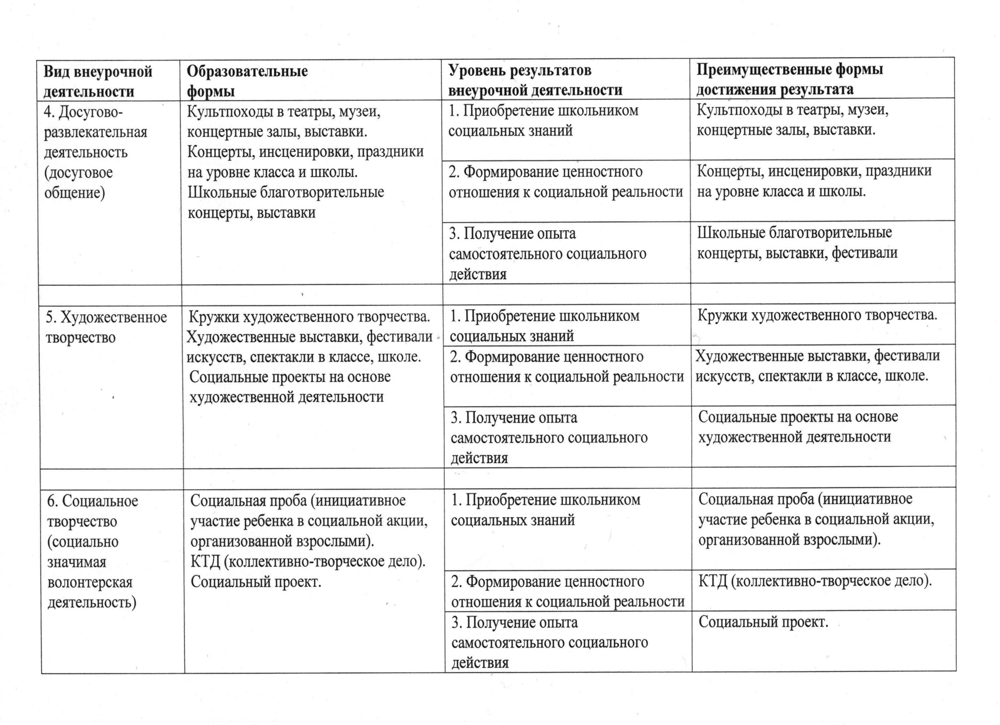 Вид внеурочной
деятельности
Образовательные
формы
Уровень результатов
внеурочной деятельности
Преимущественные формы
достижения результата
4. Досугово-
развлекательная
деятельность
(досуговое
общение)
Культпоходы в театры, музеи,
концертные залы, выставки.
Концерты, инсценировки, праздники
на уровне класса и школы.
Школьные благотворительные
концерты, выставки
1. Приобретение школьником
социальных знаний
Культпоходы в театры, музеи,
концертные залы, выставки.
2. Формирование ценностного
отношения к социальной реальности
Концерты, инсценировки, праздники
на уровне класса и школы.
3. Получение опыта
самостоятельного социального
действия
Школьные благотворительные
концерты, выставки, фестивали
5. Художественное
творчество
Кружки художественного творчества.
Художественные выставки, фестивали
искусств, спектакли в классе, школе.
Социальные проекты на основе
художественной деятельности
1. Приобретение школьником
социальных знаний
Кружки художественного творчества.
2. Формирование ценностного
отношения к социальной реальности
Художественные выставки, фестивали
искусств, спектакли в классе, школе.
3. Получение опыта
самостоятельного социального
действия
Социальные проекты на основе
художественной деятельности
6. Социальное
творчество
(социально
значимая
волонтерская
деятельность)
Социальная проба (инициативное
участие ребенка в социальной акции,
организованной взрослыми).
КТД (коллективно-творческое дело).
Социальный проект.
1. Приобретение школьником
социальных знаний
Социальная проба (инициативное
участие ребенка в социальной акции,
организованной взрослыми).
2. Формирование ценностного
отношения к социальной реальности
КТД (коллективно-творческое дело).
3. Получение опыта
самостоятельного социального
действия
Социальный проект.